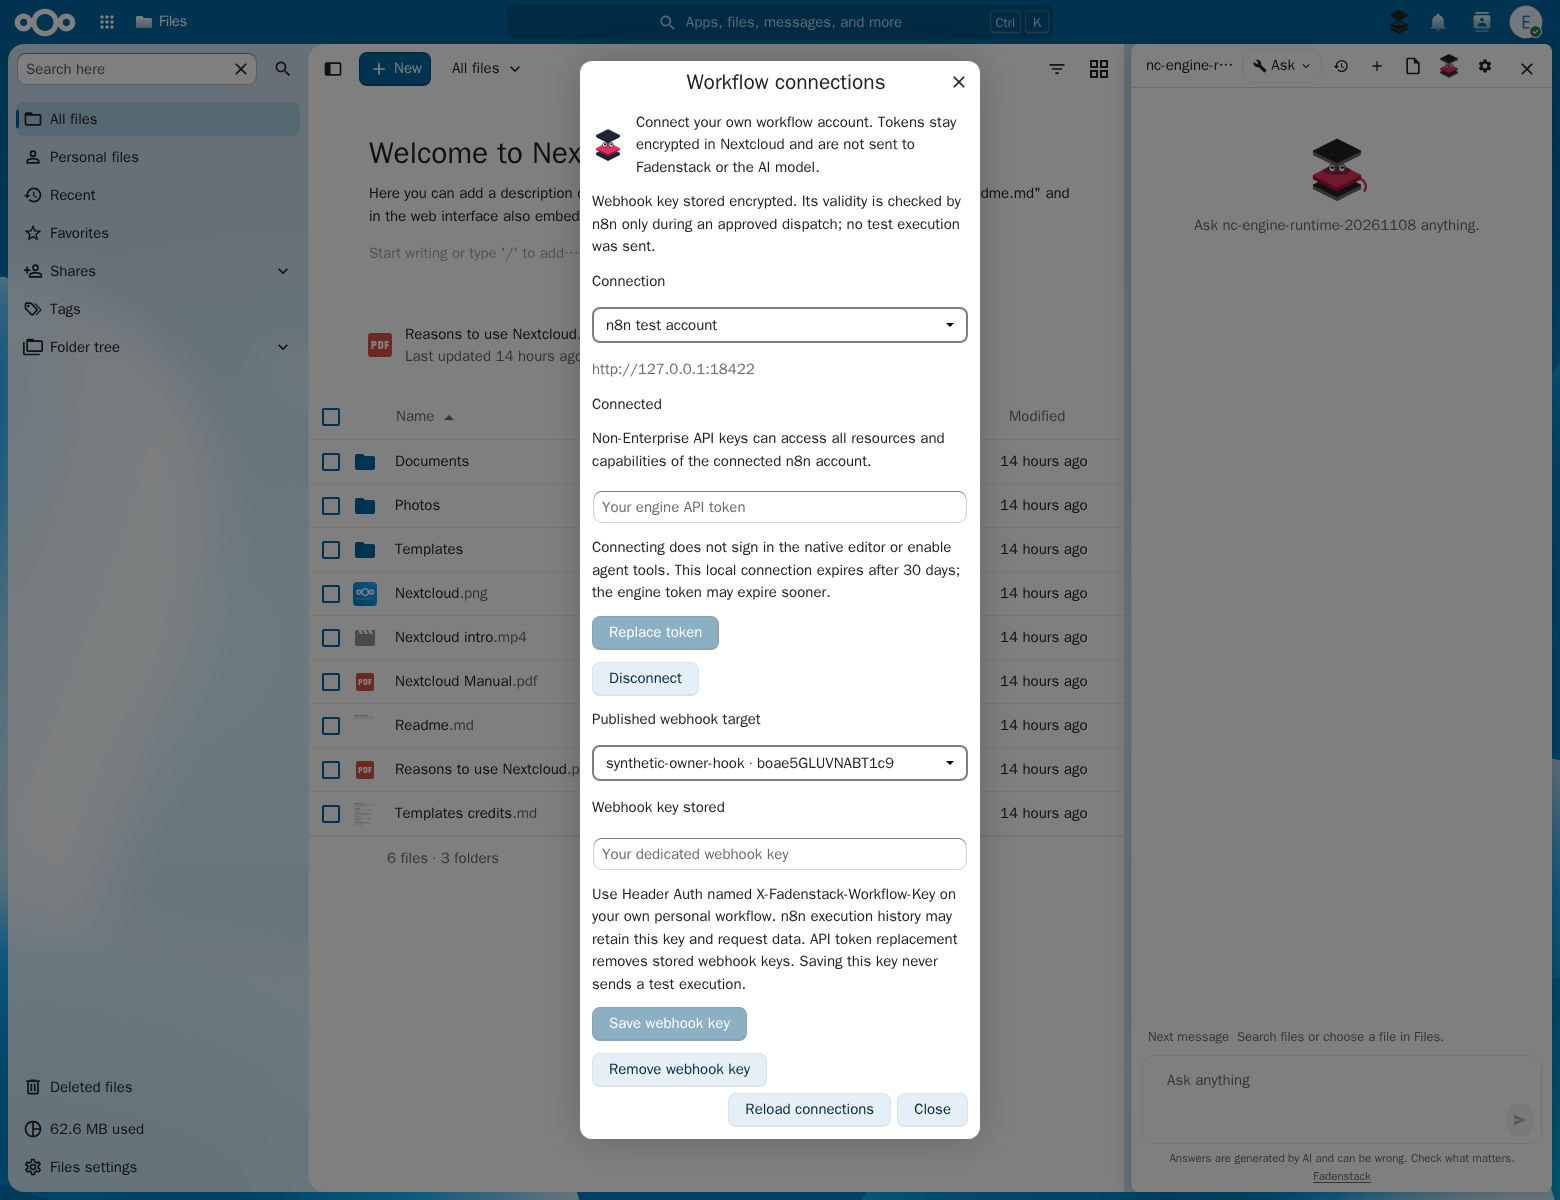 Files
Apps, files, messages, and more
Ctrl
K
E
Search here
New
All files
nc-engine-r···
Ask
All files
Personal files
Recent
Favorites
Shares
Tags
Folder tree
Deleted files
62.6 MB used
Files settings
Welcome to Nex
Here you can add a description
dme.md" and
in the web interface also embed
Start writing or type '/' to add···
Reasons to use Nextcloud.
Last updated 14 hours ago
Name
Modified
Documents
14 hours ago
Photos
14 hours ago
Templates
14 hours ago
Nextcloud.png
14 hours ago
Nextcloud intro.mp4
14 hours ago
PDF
Nextcloud Manual.pdf
14 hours ago
Readme.md
14 hours ago
PDF
Reasons to use Nextcloud.p
14 hours ago
Templates credits.md
14 hours ago
6 files · 3 folders
PDF
Workflow connections
Connect your own workflow account. Tokens stay
encrypted in Nextcloud and are not sent to
Fadenstack or the AI model.
Webhook key stored encrypted. Its validity is checked by
n8n only during an approved dispatch; no test execution
was sent.
Connection
n8n test account
http://127.0.0.1:18422
Connected
Non-Enterprise API keys can access all resources and
capabilities of the connected n8n account.
Your engine API token
Connecting does not sign in the native editor or enable
agent tools. This local connection expires after 30 days;
the engine token may expire sooner.
Replace token
Disconnect
Published webhook target
synthetic-owner-hook · boae5GLUVNABT1c9
Webhook key stored
Your dedicated webhook key
Use Header Auth named X-Fadenstack-Workflow-Key on
your own personal workflow. n8n execution history may
retain this key and request data. API token replacement
removes stored webhook keys. Saving this key never
sends a test execution.
Save webhook key
Remove webhook key
Reload connections
Close
Ask nc-engine-runtime-20261108 anything.
Next message
Search files or choose a file in Files.
Ask anything
Answers are generated by AI and can be wrong. Check what matters.
Fadenstack